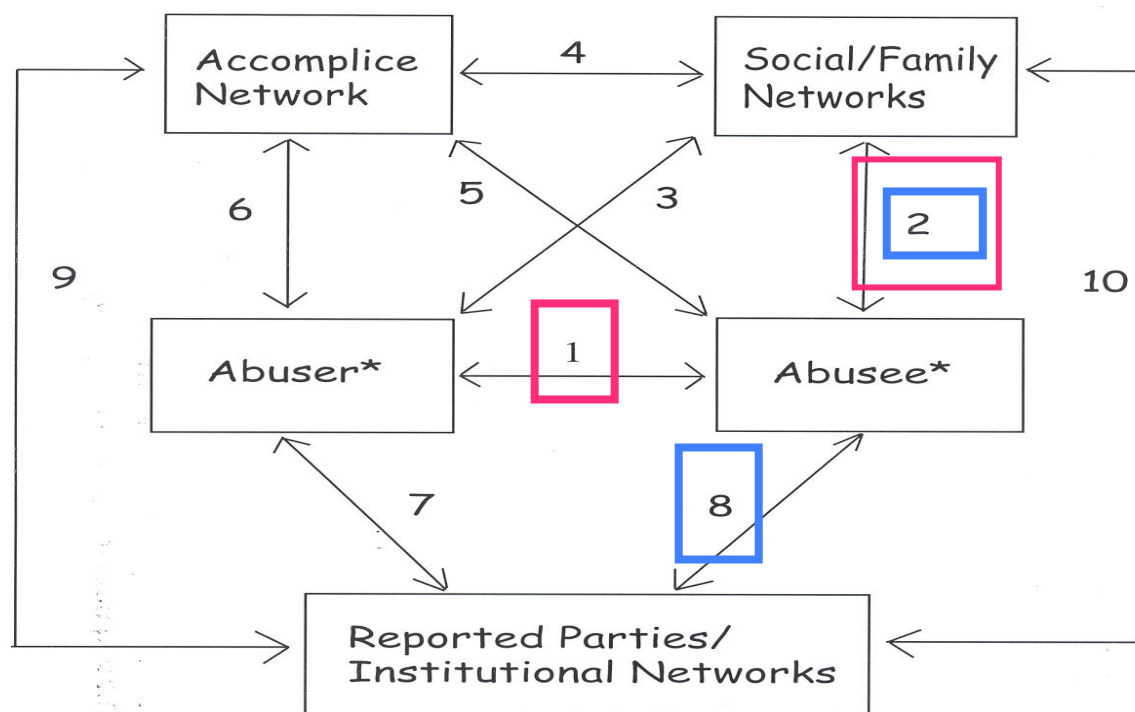 Accomplice
Network
4
Social/Family
Networks
6
5
3
2
9
10
Abuser*
1
Abusee*
7
8
Reported Parties/
Institutional Networks